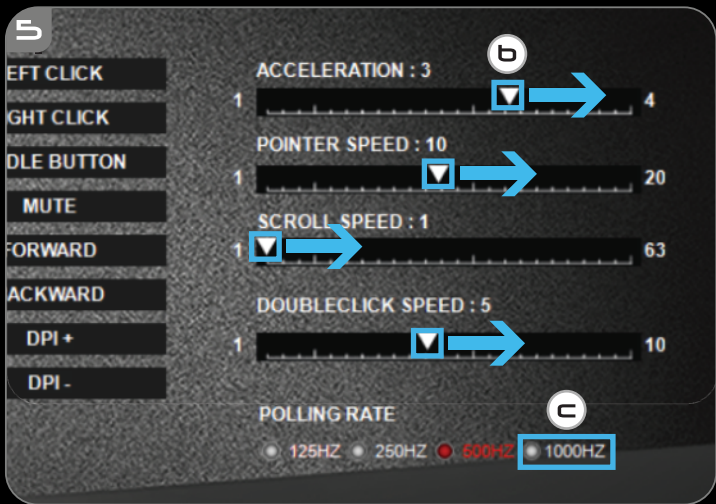 5
b
EFT CLICK
GHT CLICK
DLE BUTTON
MUTE
FORWARD
ACKWARD
DPI +
DPI -
ACCELERATION : 3
1 4
POINTER SPEED : 10
1 20
SCROLL SPEED : 1
1 63
DOUBLECLICK SPEED : 5
1 10
c
POLLING RATE
125HZ 250HZ 500HZ 1000HZ